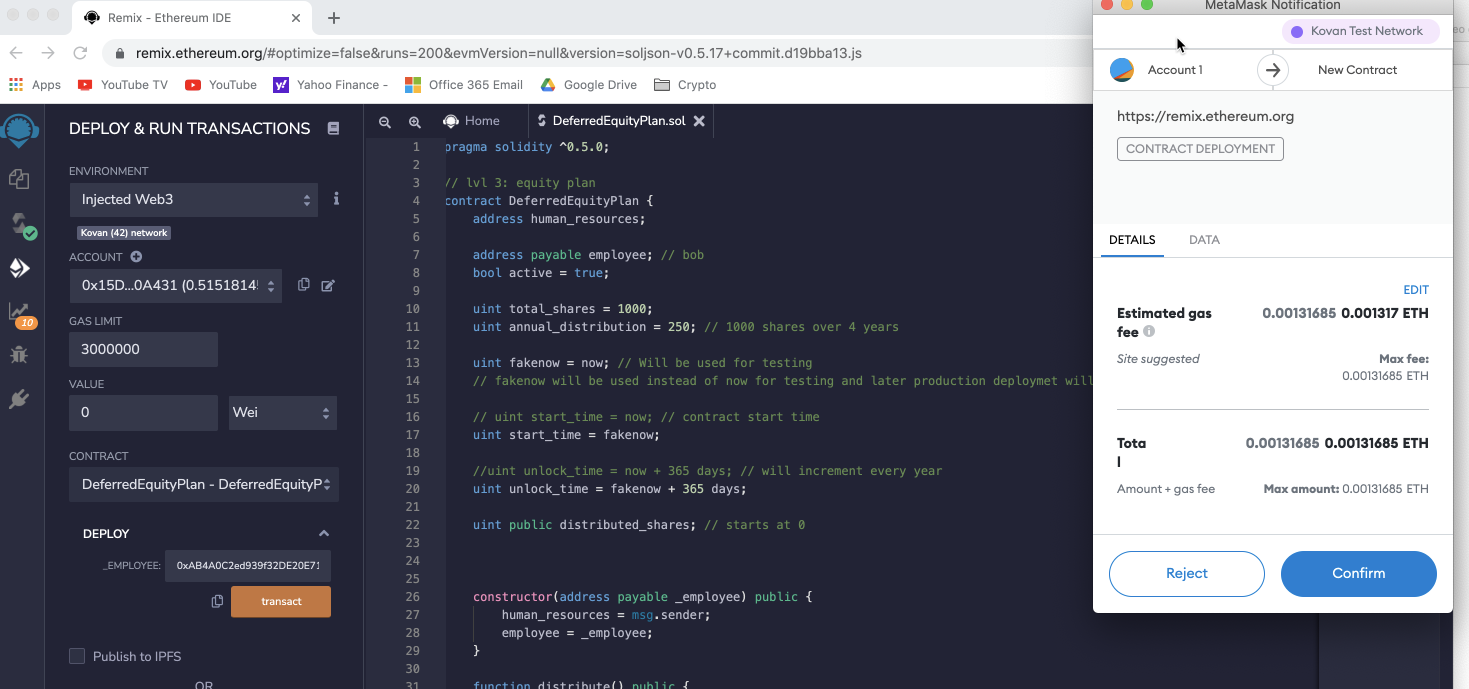 Remix - Ethereum IDE
remix.ethereum.org/#optimize=false&runs=200&evmVersion=null&version=soljson-v0.5.17+commit.d19bba13.js
Apps YouTube TV YouTube Yahoo Finance - Office 365 Email Google Drive Crypto
DEPLOY & RUN TRANSACTIONS
ENVIRONMENT
Injected Web3
Kovan (42) network
ACCOUNT
0x15D...0A431 (0.5151814
GAS LIMIT
3000000
10
VALUE
0 Wei
CONTRACT
DeferredEquityPlan - DeferredEquityP
DEPLOY
_EMPLOYEE: 0xAB4A0C2ed939f32DE20E71
transact
Publish to IPFS
OR
Home DeferredEquityPlan.sol
1 pragma solidity ^0.5.0;
2
3 // lvl 3: equity plan
4 contract DeferredEquityPlan {
5 address human_resources;
6
7 address payable employee; // bob
8 bool active = true;
9
10 uint total_shares = 1000;
11 uint annual_distribution = 250; // 1000 shares over 4 years
12
13 uint fakenow = now; // Will be used for testing
14 // fakenow will be used instead of now for testing and later production deploymet will
15
16 // uint start_time = now; // contract start time
17 uint start_time = fakenow;
18
19 //uint unlock_time = now + 365 days; // will increment every year
20 uint unlock_time = fakenow + 365 days;
21
22 uint public distributed_shares; // starts at 0
23
24
25
26 constructor(address payable _employee) public {
27 human_resources = msg.sender;
28 employee = _employee;
29 }
30
31 function distribute() public {
MetaMask Notification
Kovan Test Network
Account 1 New Contract
https://remix.ethereum.org
CONTRACT DEPLOYMENT
DETAILS DATA
EDIT
Estimated gas 0.00131685 0.001317 ETH
fee
Site suggested Max fee:
0.00131685 ETH
Tota 0.00131685 0.00131685 ETH
l
Amount + gas fee Max amount: 0.00131685 ETH
Reject Confirm